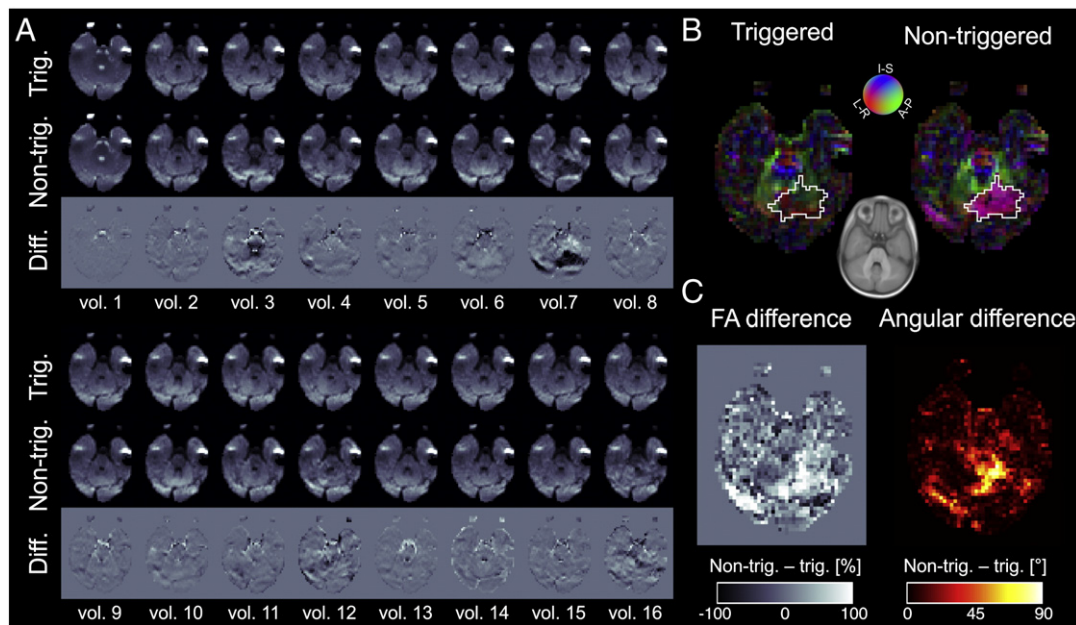 A
Trig.
Non-trig.
Diff.
vol. 1 vol. 2 vol. 3 vol. 4 vol. 5 vol. 6 vol.7 vol. 8
Trig.
Non-trig.
Diff.
vol. 9 vol. 10 vol. 11 vol. 12 vol. 13 vol. 14 vol. 15 vol. 16
B
Triggered Non-triggered
I-S
L-R
A-P
C
FA difference Angular difference
Non-trig. – trig. [%] Non-trig. – trig. [°]
-100 0 100 0 45 90